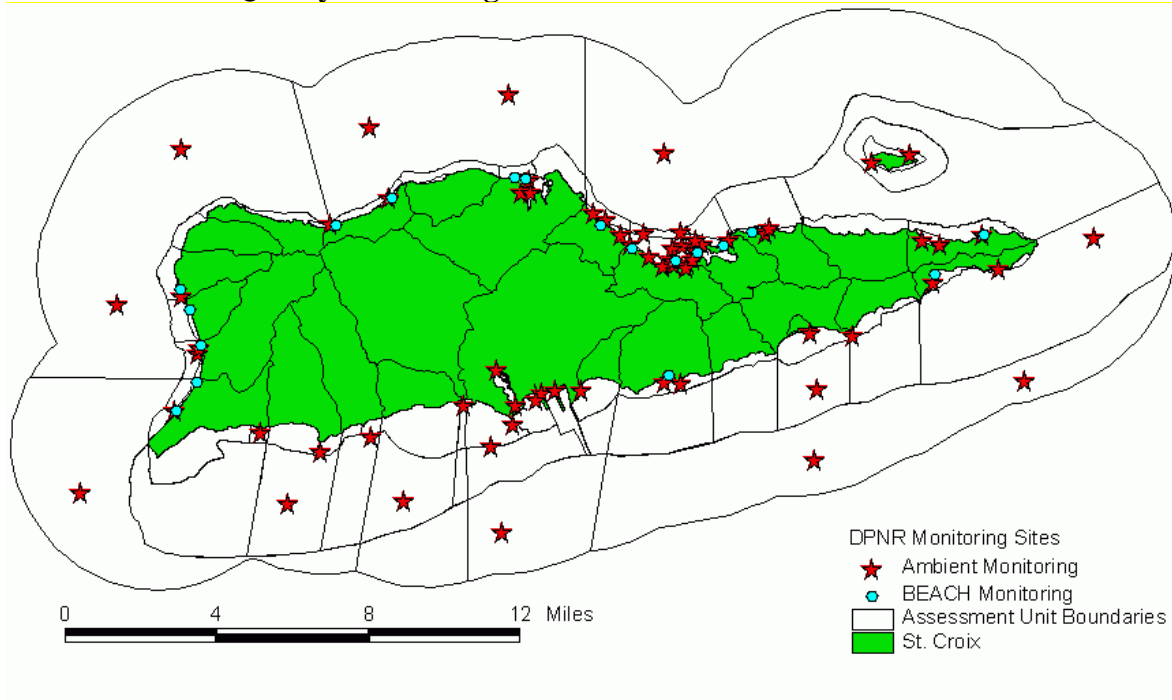 0 4 8 12 Miles
DPNR Monitoring Sites
Ambient Monitoring
BEACH Monitoring
Assessment Unit Boundaries
St. Croix